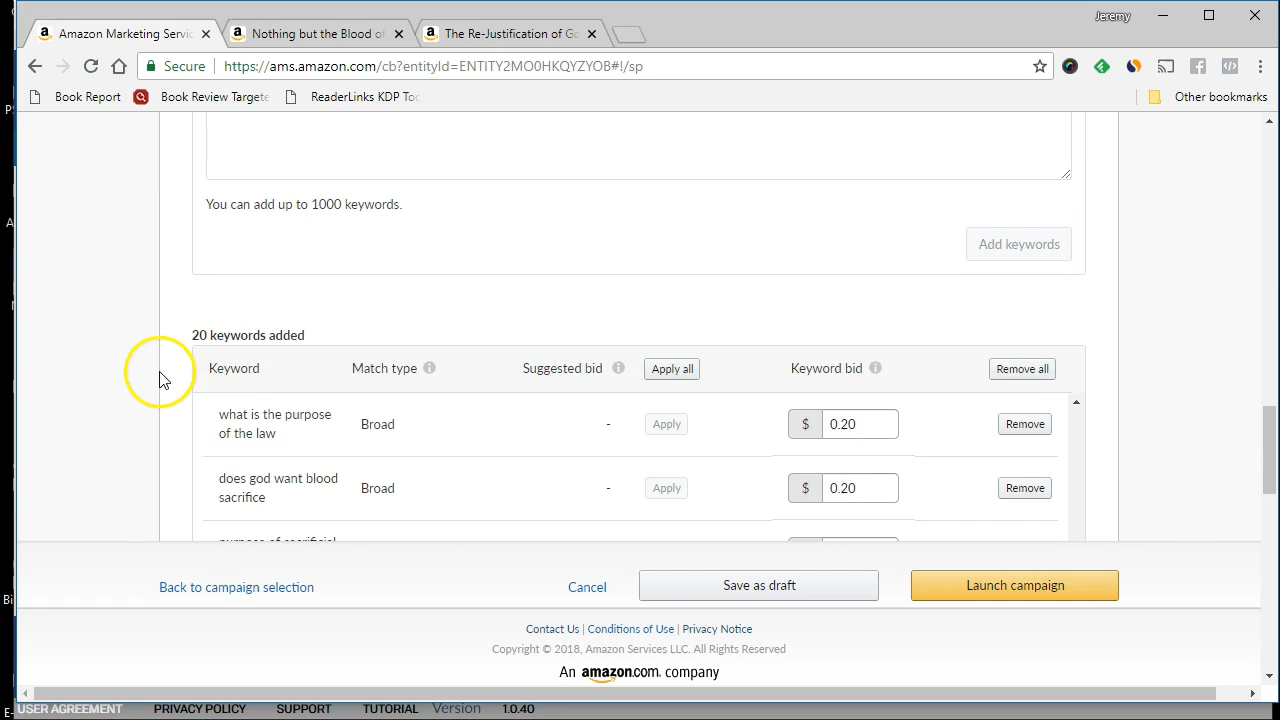 Jeremy
Amazon Marketing Servic
Nothing but the Blood of
The Re-Justification of Go
Secure
https://ams.amazon.com/cb?entityId=ENTITY2MO0HKQYZYOB#!/sp
Book Report
Book Review Targete
ReaderLinks KDP Toc
Other bookmarks
You can add up to 1000 keywords.
Add keywords
20 keywords added
Keyword Match type Suggested bid Apply all Keyword bid Remove all
what is the purpose
of the law
Broad - Apply $ 0.20 Remove
does god want blood
sacrifice
Broad - Apply $ 0.20 Remove
purpose of sacrificial
Back to campaign selection
Cancel
Save as draft
Launch campaign
Contact Us | Conditions of Use | Privacy Notice
Copyright © 2018, Amazon Services LLC. All Rights Reserved
An amazon.com company
USER AGREEMENT PRIVACY POLICY SUPPORT TUTORIAL Version 1.0.40